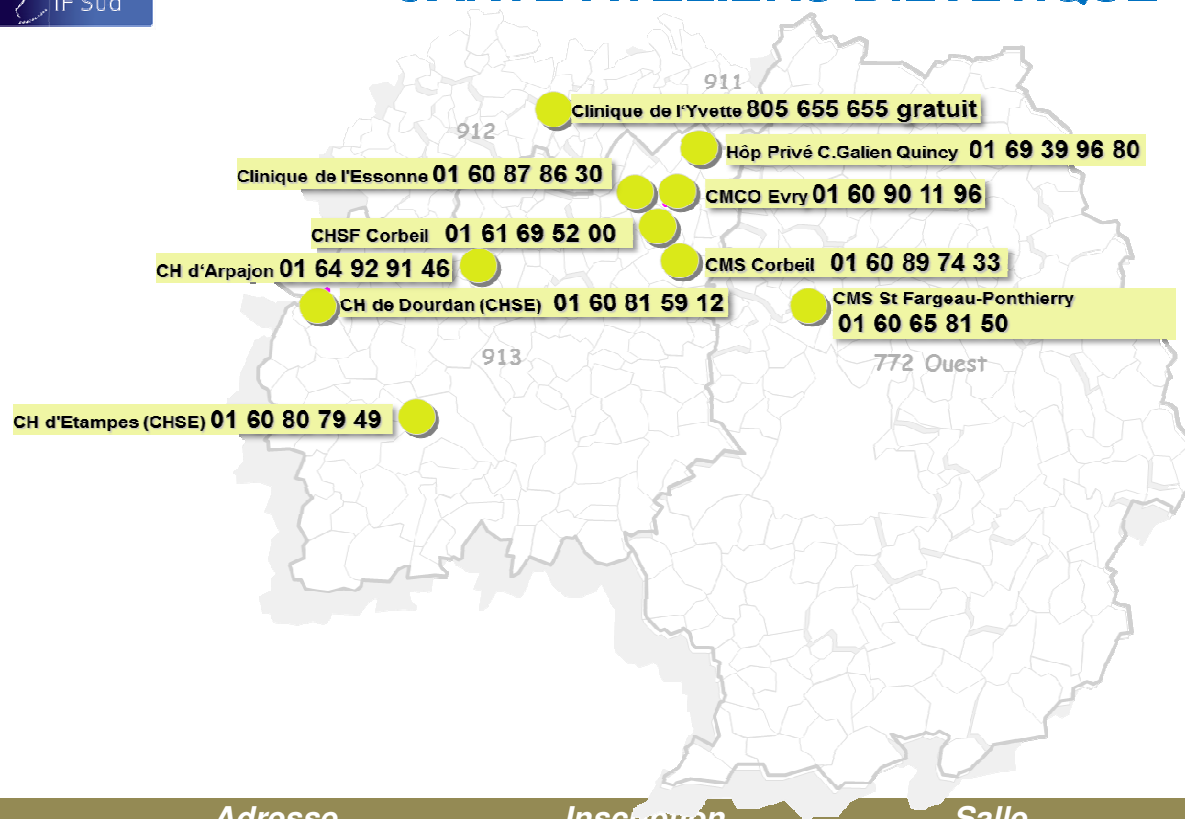 IF Sud
CARTE ATELIERS DIETETIQUE
911
Clinique de l'Yvette 805 655 655 gratuit
912
Hôp Privé C.Galien Quincy 01 69 39 96 80
Clinique de l'Essonne 01 60 87 86 30
CMCO Evry 01 60 90 11 96
CHSF Corbeil 01 61 69 52 00
CH d'Arpajon 01 64 92 91 46
CMS Corbeil 01 60 89 74 33
CH de Dourdan (CHSE) 01 60 81 59 12
CMS St Fargeau-Ponthierry
01 60 65 81 50
913
772 Ouest
CH d'Etampes (CHSE) 01 60 80 79 49
Adresse Inscription Salle